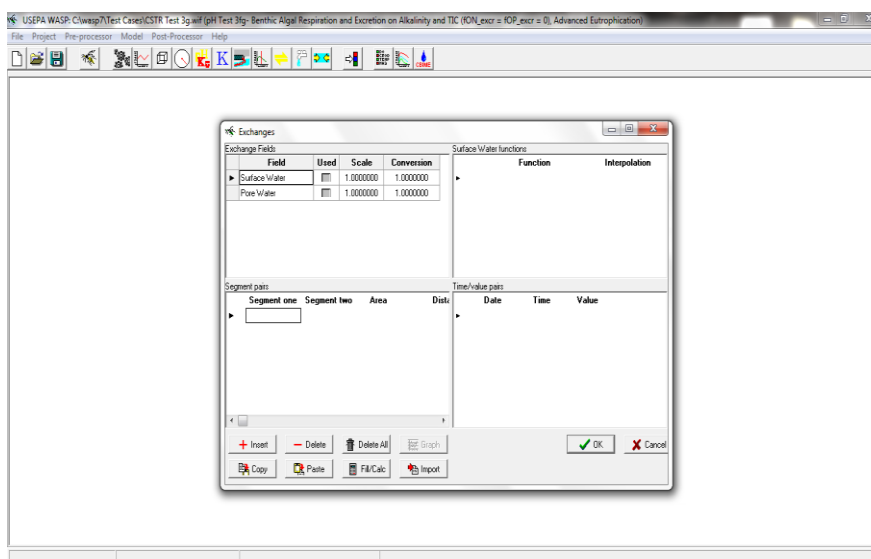 USEPA WASP: C:\wasp7\Test Cases\CSTR Test 3g.wif (pH Test 3fg- Benthic Algal Respiration and Excretion on Alkalinity and TIC (fON_excr = fOP_excr = 0), Advanced Eutrophication)
File Project Pre-processor Model Post-Processor Help
K
Exchanges
Exchange Fields
Field Used Scale Conversion
Surface Water 1.0000000 1.0000000
Pore Water 1.0000000 1.0000000
Surface Water functions
Function Interpolation
Segment pairs
Segment one Segment two Area Dista
Time/value pairs
Date Time Value
Insert Delete Delete All Graph
OK Cancel
Copy Paste Fill/Calc Import